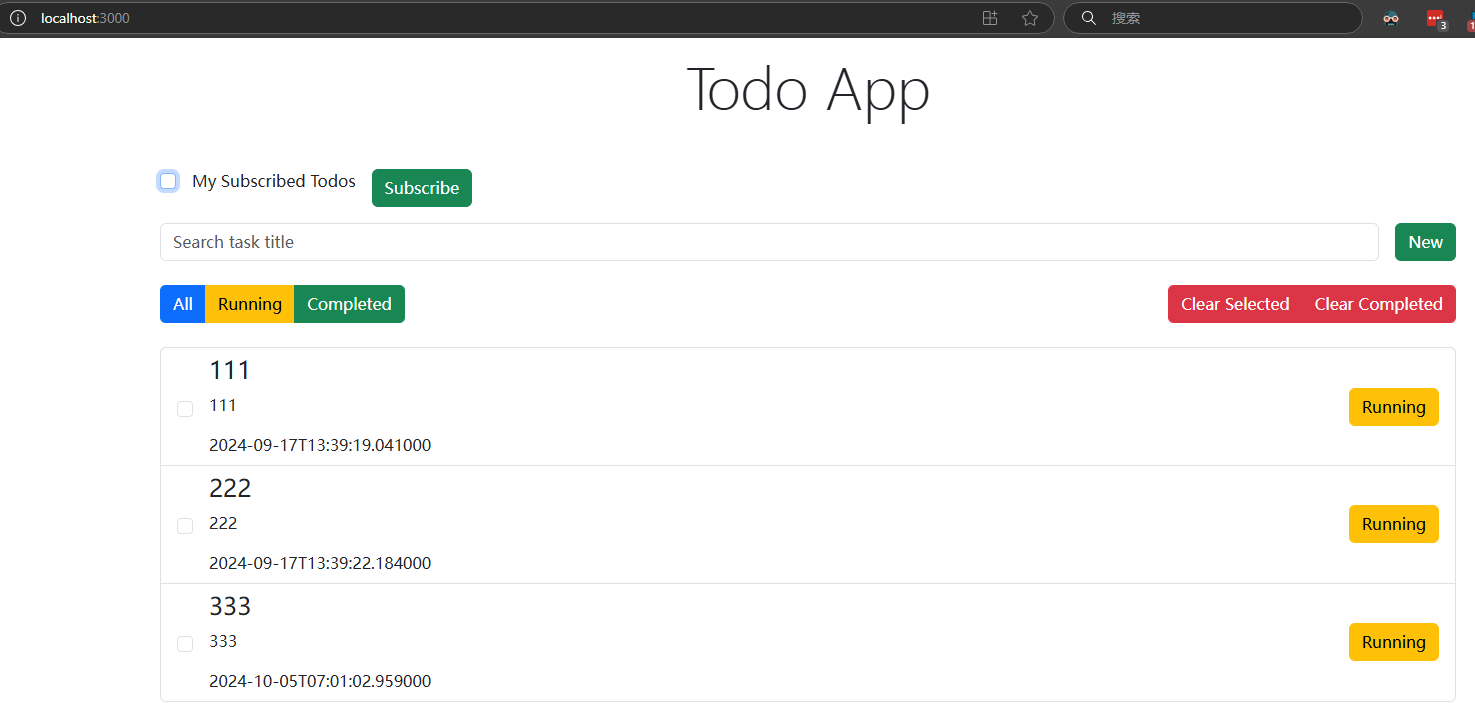 localhost:3000
搜索
3
1
Todo App
My Subscribed Todos Subscribe
Search task title New
All Running Completed Clear Selected Clear Completed
111
111
Running
2024-09-17T13:39:19.041000
222
222
Running
2024-09-17T13:39:22.184000
333
333
Running
2024-10-05T07:01:02.959000